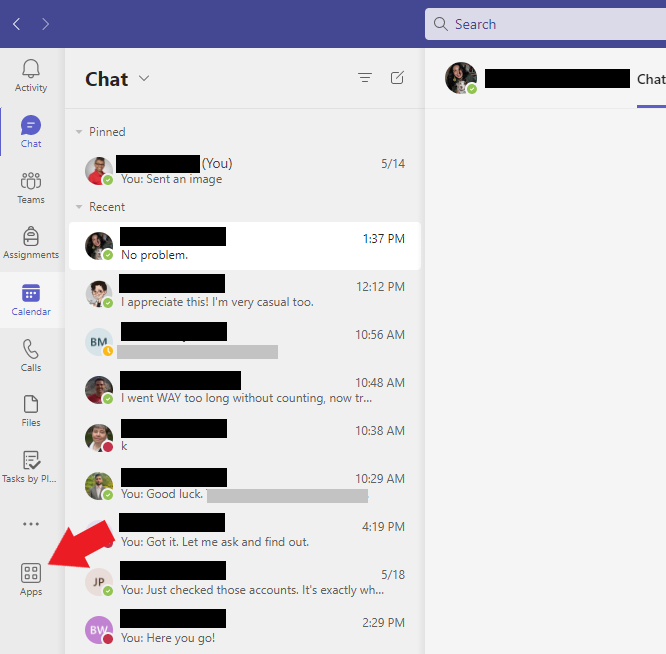 Search
Activity
Chat
Teams
Assignments
Calendar
Calls
Files
Tasks by Pl...
...
Apps
Chat
Pinned
(You) 5/14
You: Sent an image
Recent
1:37 PM
No problem.
12:12 PM
I appreciate this! I'm very casual too.
BM 10:56 AM
10:48 AM
I went WAY too long without counting, now tr...
10:38 AM
k
10:29 AM
You: Good luck.
4:19 PM
You: Got it. Let me ask and find out.
JP 5/18
You: Just checked those accounts. It's exactly wh...
BW 2:29 PM
You: Here you go!
Chat